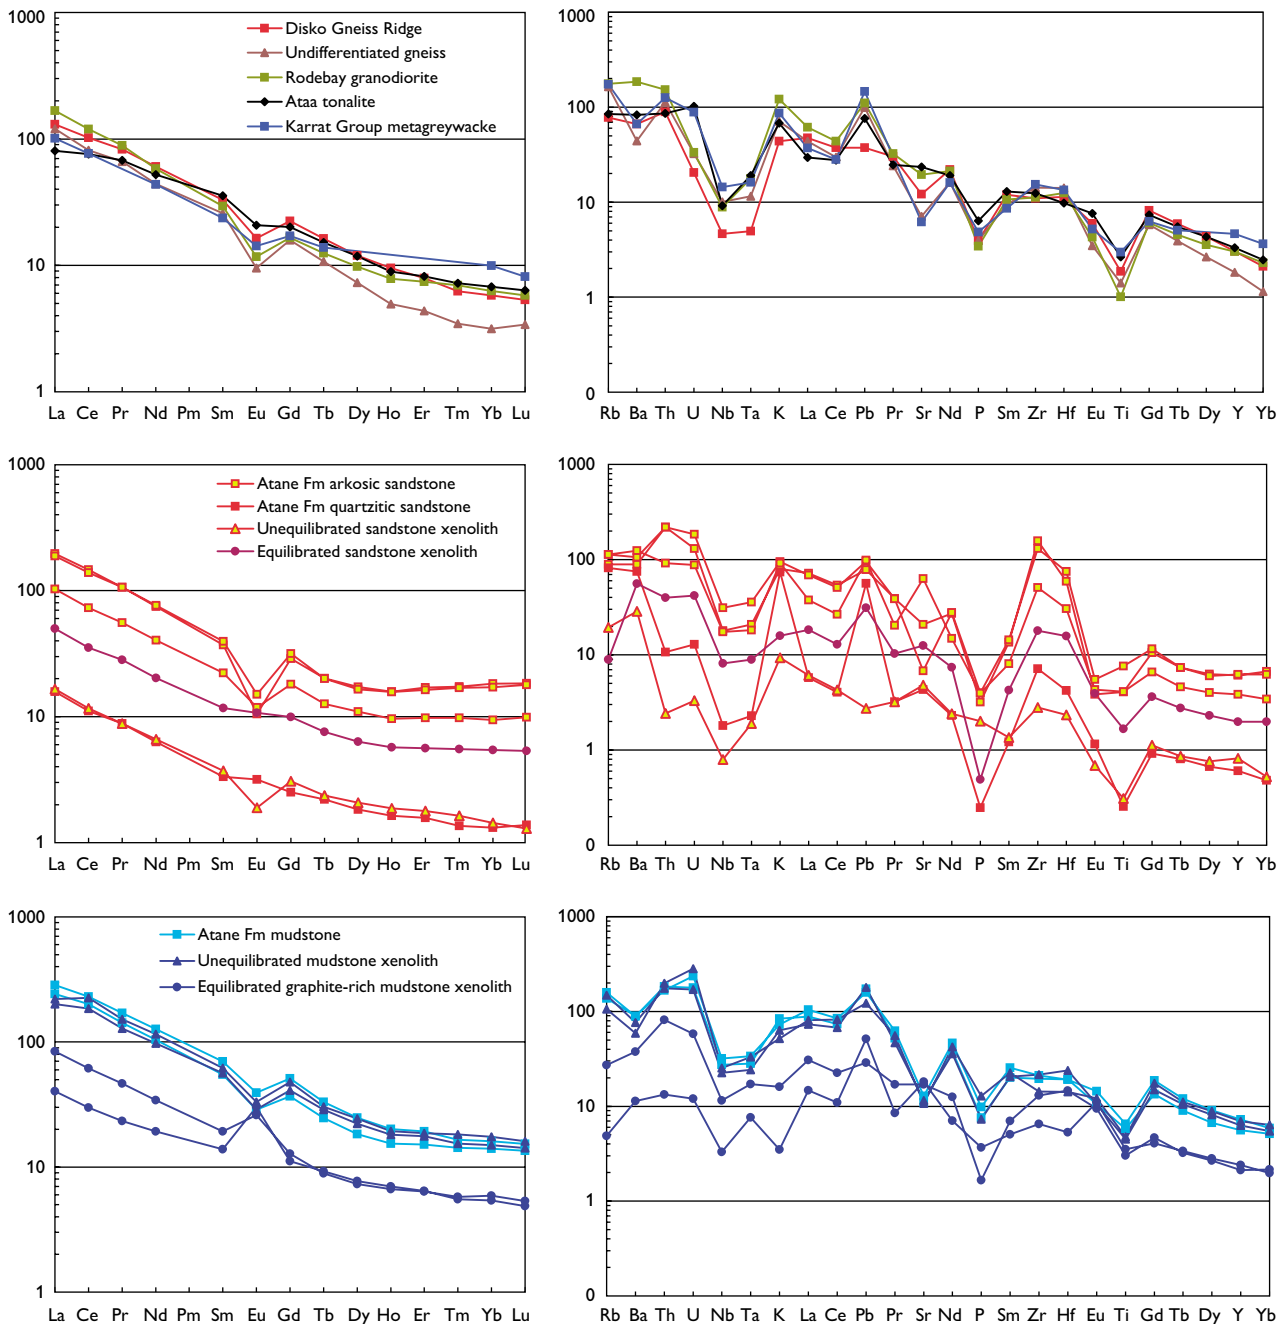 1000
100
10
1
Disko Gneiss Ridge
Undifferentiated gneiss
Rodebay granodiorite
Ataa tonalite
Karrat Group metagreywacke
La Ce Pr Nd Pm Sm Eu Gd Tb Dy Ho Er Tm Yb Lu
1000
100
10
1
0
Rb Ba Th U Nb Ta K La Ce Pb Pr Sr Nd P Sm Zr Hf Eu Ti Gd Tb Dy Y Yb
1000
100
10
1
Atane Fm arkosic sandstone
Atane Fm quartzitic sandstone
Unequilibrated sandstone xenolith
Equilibrated sandstone xenolith
La Ce Pr Nd Pm Sm Eu Gd Tb Dy Ho Er Tm Yb Lu
1000
100
10
1
0
Rb Ba Th U Nb Ta K La Ce Pb Pr Sr Nd P Sm Zr Hf Eu Ti Gd Tb Dy Y Yb
1000
100
10
1
Atane Fm mudstone
Unequilibrated mudstone xenolith
Equilibrated graphite-rich mudstone xenolith
La Ce Pr Nd Pm Sm Eu Gd Tb Dy Ho Er Tm Yb Lu
1000
100
10
1
0
Rb Ba Th U Nb Ta K La Ce Pb Pr Sr Nd P Sm Zr Hf Eu Ti Gd Tb Dy Y Yb